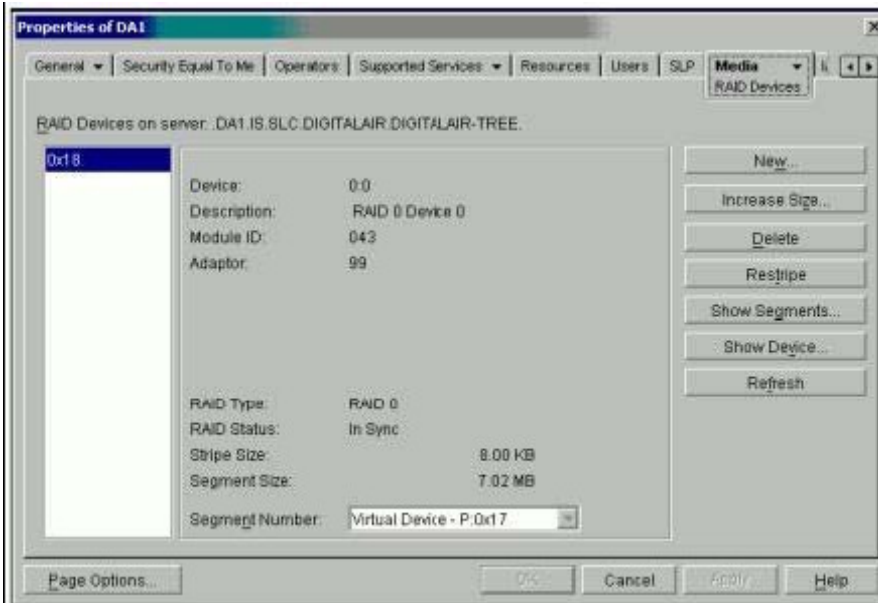 Properties of DA1
General | Security Equal To Me | Operators | Supported Services | Resources | Users | SLP | Media
RAID Devices
RAID Devices on server: .DA1.IS.SLC.DIGITALAIR.DIGITALAIR-TREE.
0x18
Device: 0:0
Description: RAID 0 Device 0
Module ID: 043
Adaptor: 99
RAID Type: RAID 0
RAID Status: In Sync
Stripe Size: 8.00 KB
Segment Size: 7.02 MB
Segment Number: Virtual Device - P:0x17
New...
Increase Size...
Delete
Restripe
Show Segments...
Show Device...
Refresh
Page Options...
OK
Cancel
Apply
Help